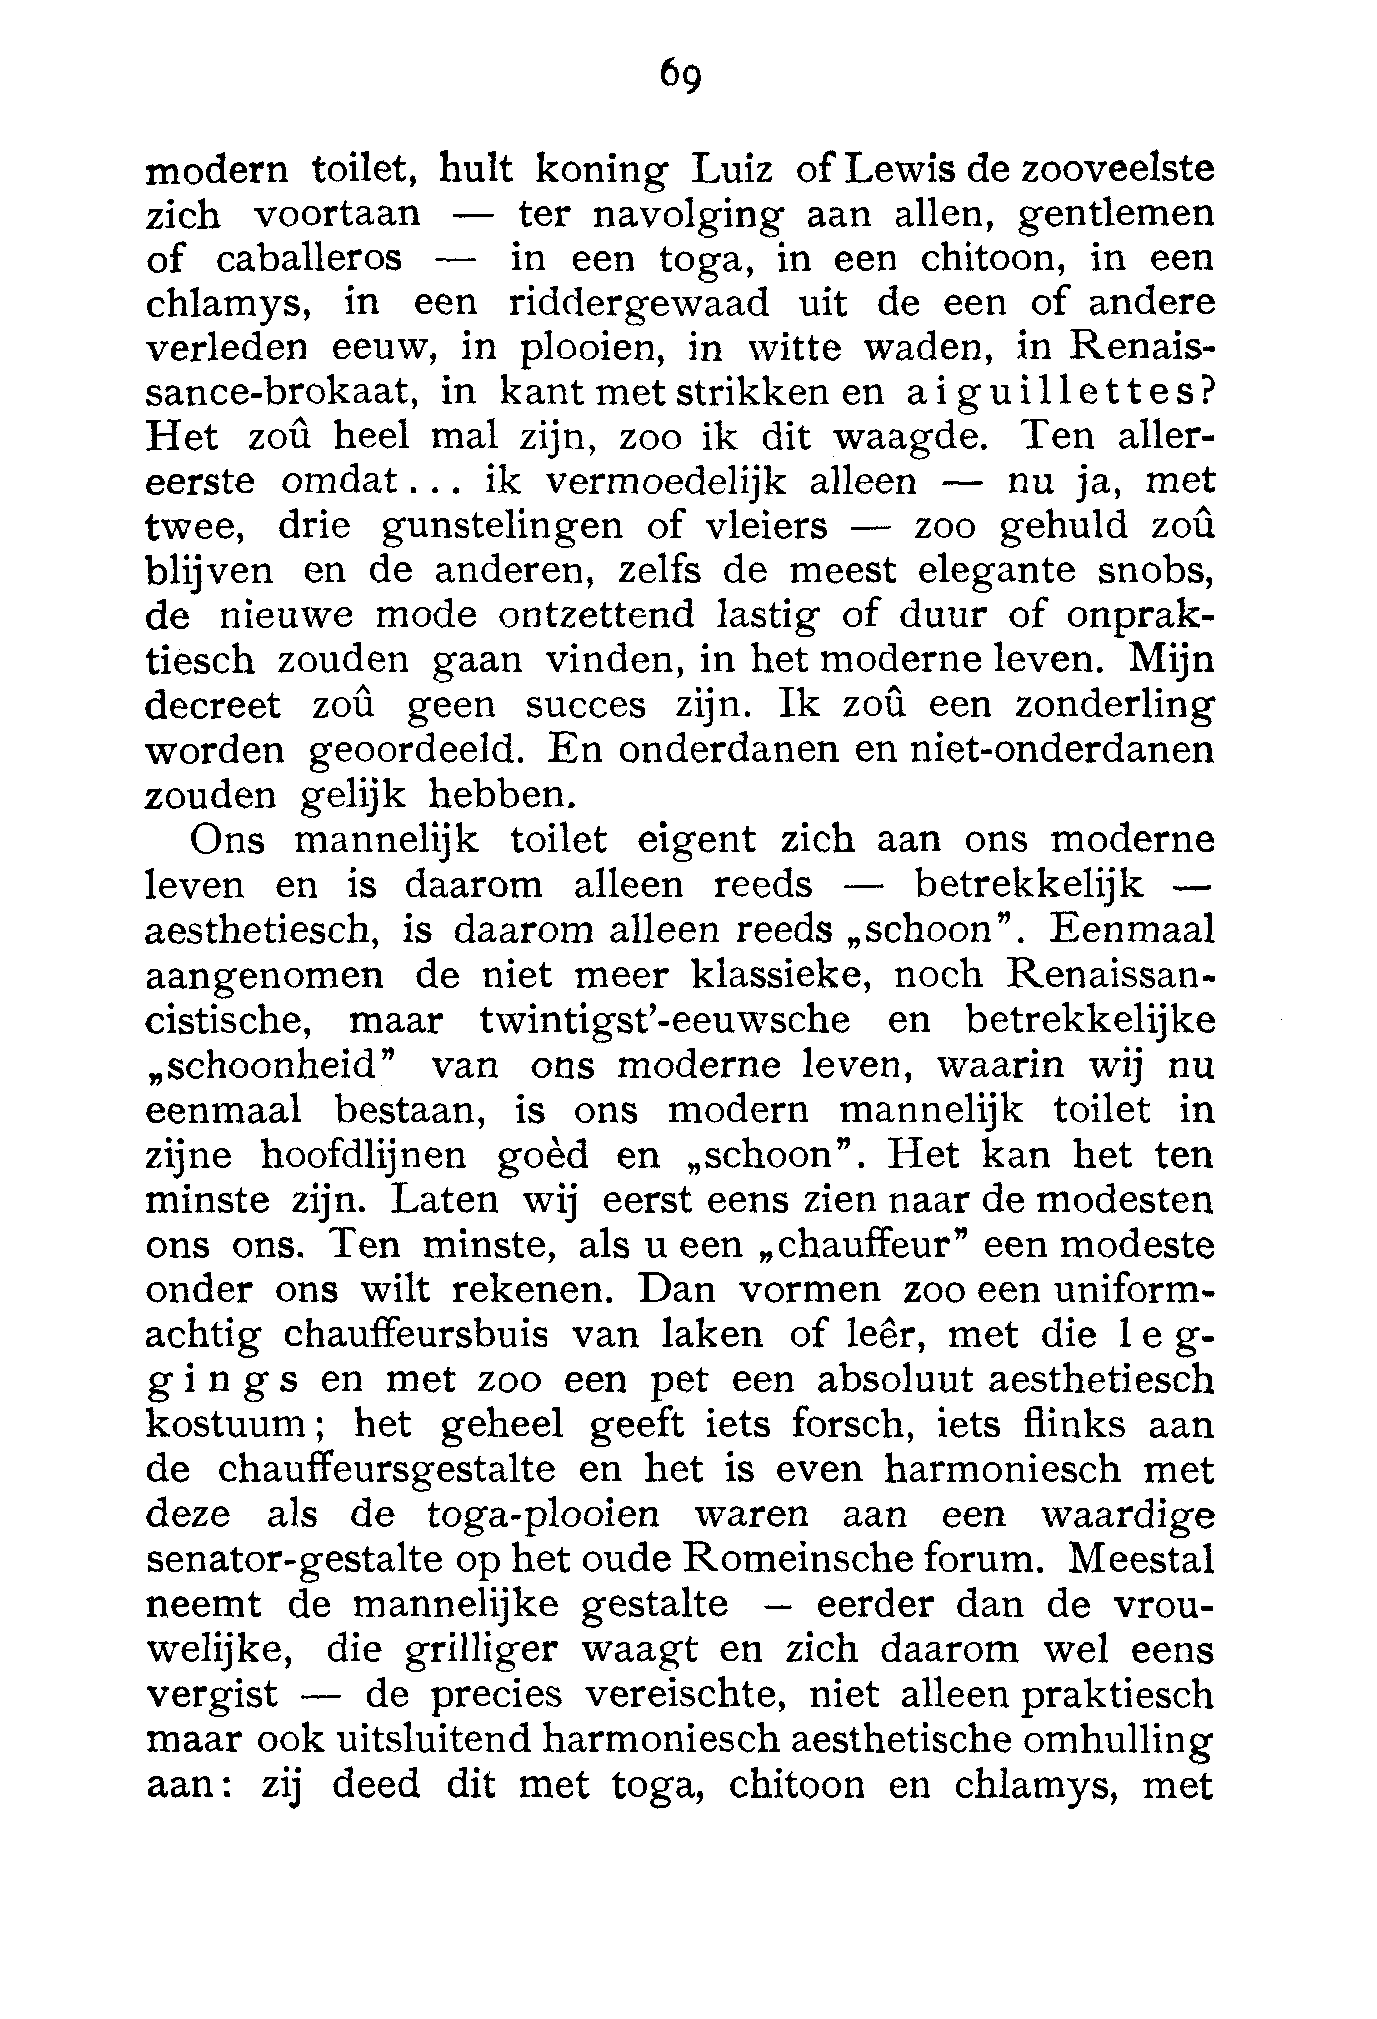 69
modern toilet, hult koning Luiz of Lewis de zooveelste
zich voortaan — ter navolging aan allen, gentlemen
of caballeros — in een toga, in een chitoon, in een
chlamys, in een riddergewaad uit de een of andere
verleden eeuw, in plooien, in witte waden, in Renais-
sance-brokaat, in kant met strikken en a i g u i l l e t t e s?
Het zoû heel mal zijn, zoo ik dit waagde. Ten aller-
eerste omdat... ik vermoedelijk alleen — nu ja, met
twee, drie gunstelingen of vleiers — zoo gehuld zoû
blijven en de anderen, zelfs de meest elegante snobs,
de nieuwe mode ontzettend lastig of duur of onprak-
tiesch zouden gaan vinden, in het moderne leven. Mijn
decreet zoû geen succes zijn. Ik zoû een zonderling
worden geoordeeld. En onderdanen en niet-onderdanen
zouden gelijk hebben.
Ons mannelijk toilet eigent zich aan ons moderne
leven en is daarom alleen reeds — betrekkelijk —
aesthetiesch, is daarom alleen reeds „schoon”. Eenmaal
aangenomen de niet meer klassieke, noch Renaissan-
cistische, maar twintigst’-eeuwsche en betrekkelijke
„schoonheid” van ons moderne leven, waarin wij nu
eenmaal bestaan, is ons modern mannelijk toilet in
zijne hoofdlijnen goèd en „schoon”. Het kan het ten
minste zijn. Laten wij eerst eens zien naar de modesten
ons ons. Ten minste, als u een „chauffeur” een modeste
onder ons wilt rekenen. Dan vormen zoo een uniform-
achtig chauffeursbuis van laken of leêr, met die l e g-
g i n g s en met zoo een pet een absoluut aesthetiesch
kostuum; het geheel geeft iets forsch, iets flinks aan
de chauffeursgestalte en het is even harmoniesch met
deze als de toga-plooien waren aan een waardige
senator-gestalte op het oude Romeinsche forum. Meestal
neemt de mannelijke gestalte — eerder dan de vrou-
welijke, die grilliger waagt en zich daarom wel eens
vergist — de precies vereischte, niet alleen praktiesch
maar ook uitsluitend harmoniesch aesthetische omhulling
aan: zij deed dit met toga, chitoon en chlamys, met